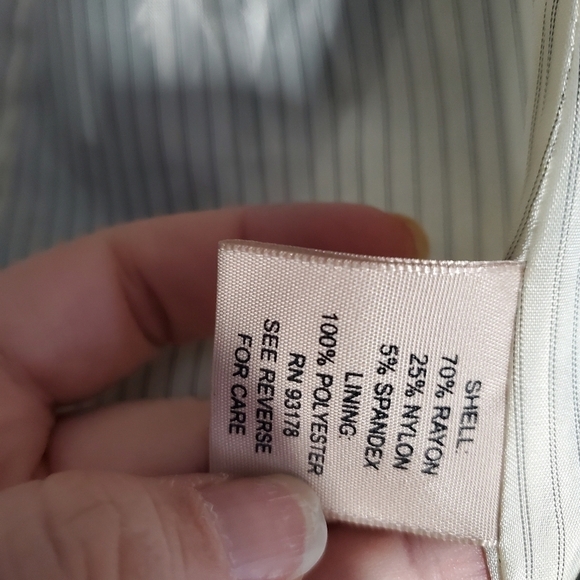 SHELL:
70% RAYON
25% NYLON
5% SPANDEX
LINING:
100% POLYESTER
RN 93178
SEE REVERSE
FOR CARE